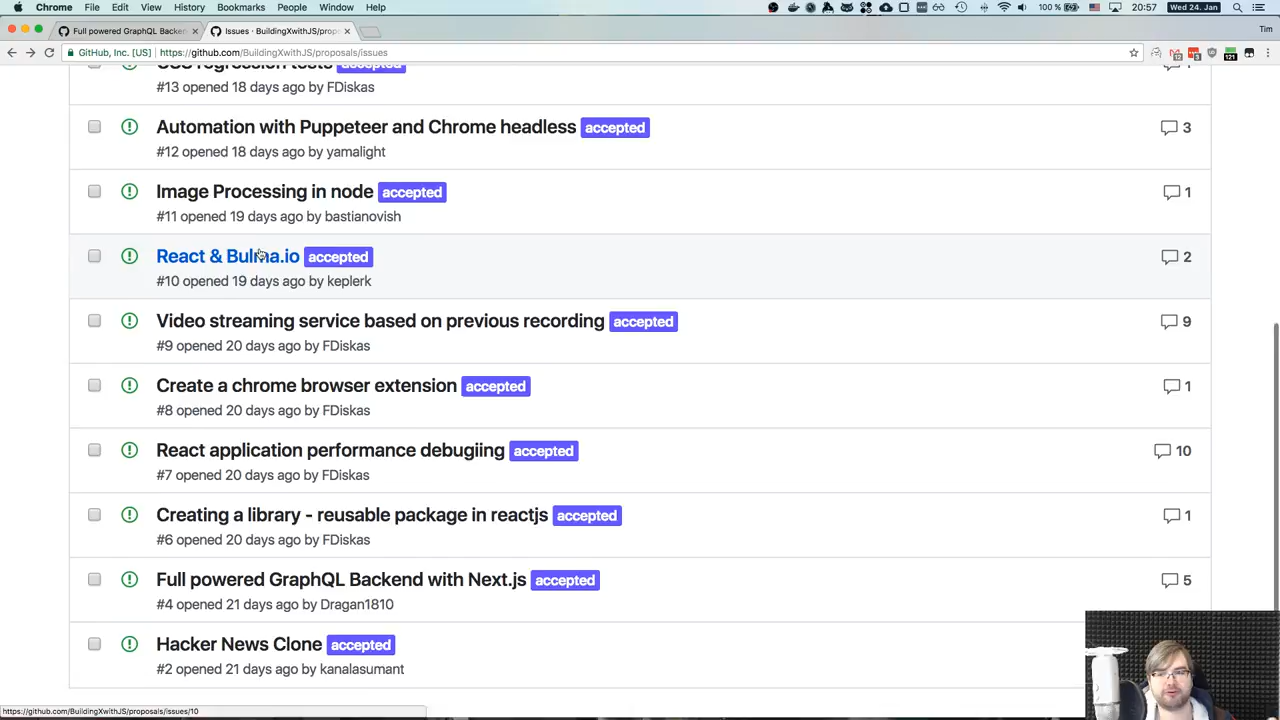 Chrome File Edit View History Bookmarks People Window Help
100 % Wed 24. Jan 20:57
Full powered GraphQL Backen
Issues · BuildingXwithJS/propo
Tim
GitHub, Inc. [US] https://github.com/BuildingXwithJS/proposals/issues
CSS regression tests accepted 1
#13 opened 18 days ago by FDiskas
Automation with Puppeteer and Chrome headless accepted 3
#12 opened 18 days ago by yamalight
Image Processing in node accepted 1
#11 opened 19 days ago by bastianovish
React & Bulma.io accepted 2
#10 opened 19 days ago by keplerk
Video streaming service based on previous recording accepted 9
#9 opened 20 days ago by FDiskas
Create a chrome browser extension accepted 1
#8 opened 20 days ago by FDiskas
React application performance debugiing accepted 10
#7 opened 20 days ago by FDiskas
Creating a library - reusable package in reactjs accepted 1
#6 opened 20 days ago by FDiskas
Full powered GraphQL Backend with Next.js accepted 5
#4 opened 21 days ago by Dragan1810
Hacker News Clone accepted
#2 opened 21 days ago by kanalasumant
https://github.com/BuildingXwithJS/proposals/issues/10